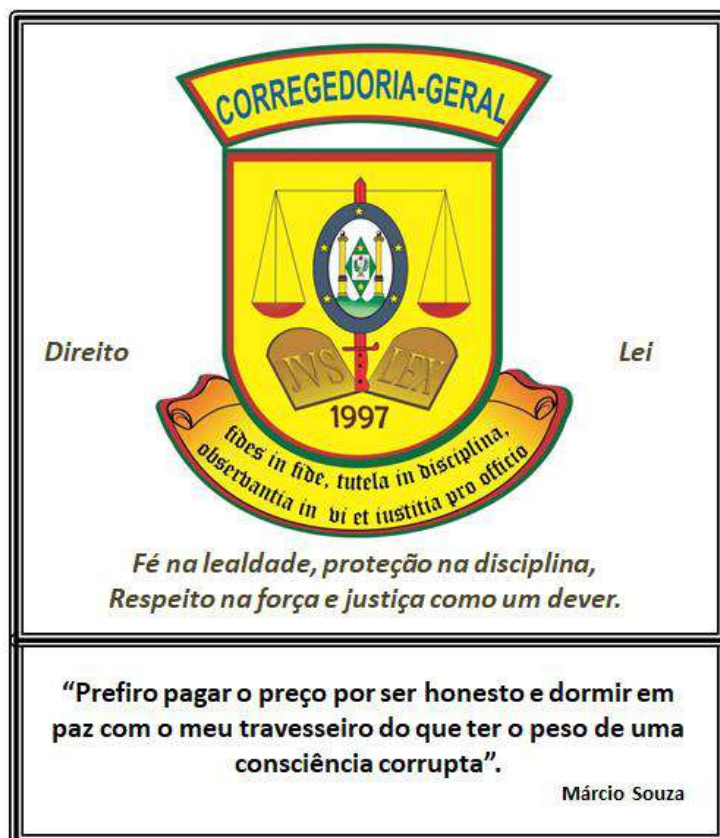 CORREGEDORIA-GERAL
Direito
Lei
IVS LEX
1997
fides in fide, tutela in disciplina,
observantia in vi et iustitia pro officio
Fé na lealdade, proteção na disciplina,
Respeito na força e justiça como um dever.
“Prefiro pagar o preço por ser honesto e dormir em
paz com o meu travesseiro do que ter o peso de uma
consciência corrupta”.
Márcio Souza